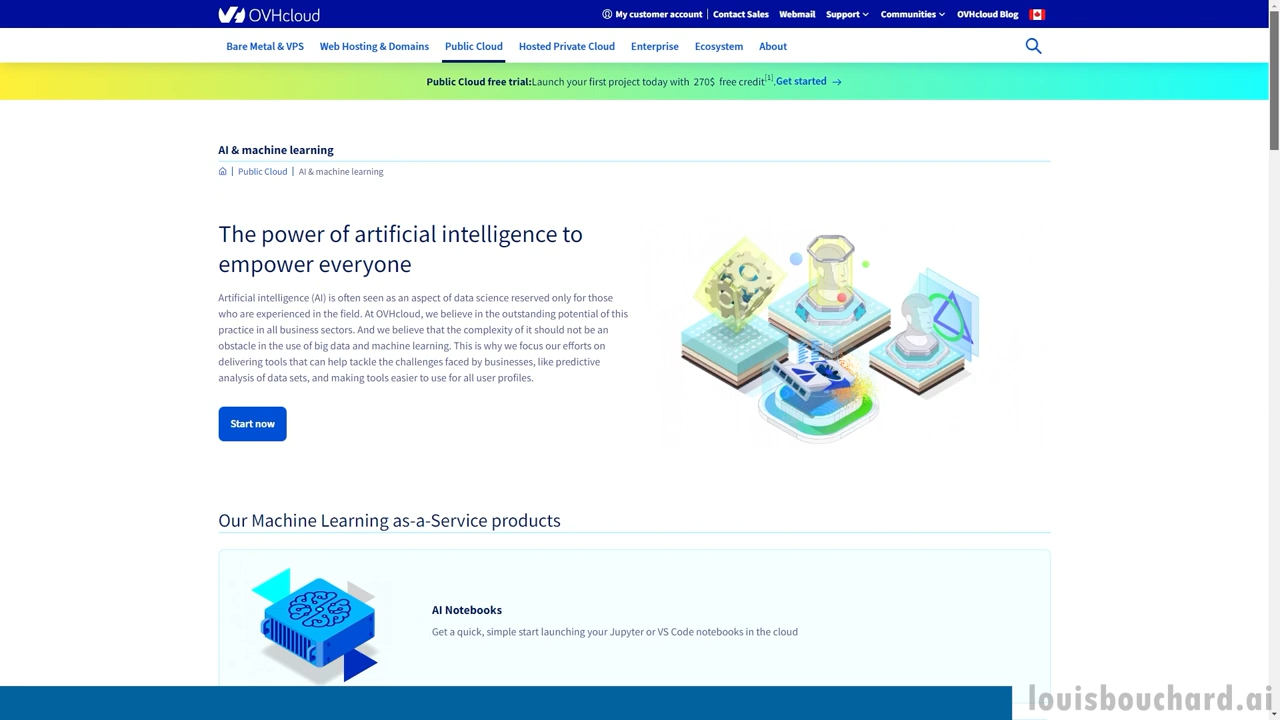 OVHcloud
My customer account | Contact Sales Webmail Support Communities OVHcloud Blog
Bare Metal & VPS Web Hosting & Domains Public Cloud Hosted Private Cloud Enterprise Ecosystem About
Public Cloud free trial:Launch your first project today with 270$ free credit[1].Get started →
AI & machine learning
| Public Cloud | AI & machine learning
The power of artificial intelligence to
empower everyone
Artificial intelligence (AI) is often seen as an aspect of data science reserved only for those
who are experienced in the field. At OVHcloud, we believe in the outstanding potential of this
practice in all business sectors. And we believe that the complexity of it should not be an
obstacle in the use of big data and machine learning. This is why we focus our efforts on
delivering tools that can help tackle the challenges faced by businesses, like predictive
analysis of data sets, and making tools easier to use for all user profiles.
Start now
Our Machine Learning as-a-Service products
AI Notebooks
Get a quick, simple start launching your Jupyter or VS Code notebooks in the cloud
louisbouchard.ai